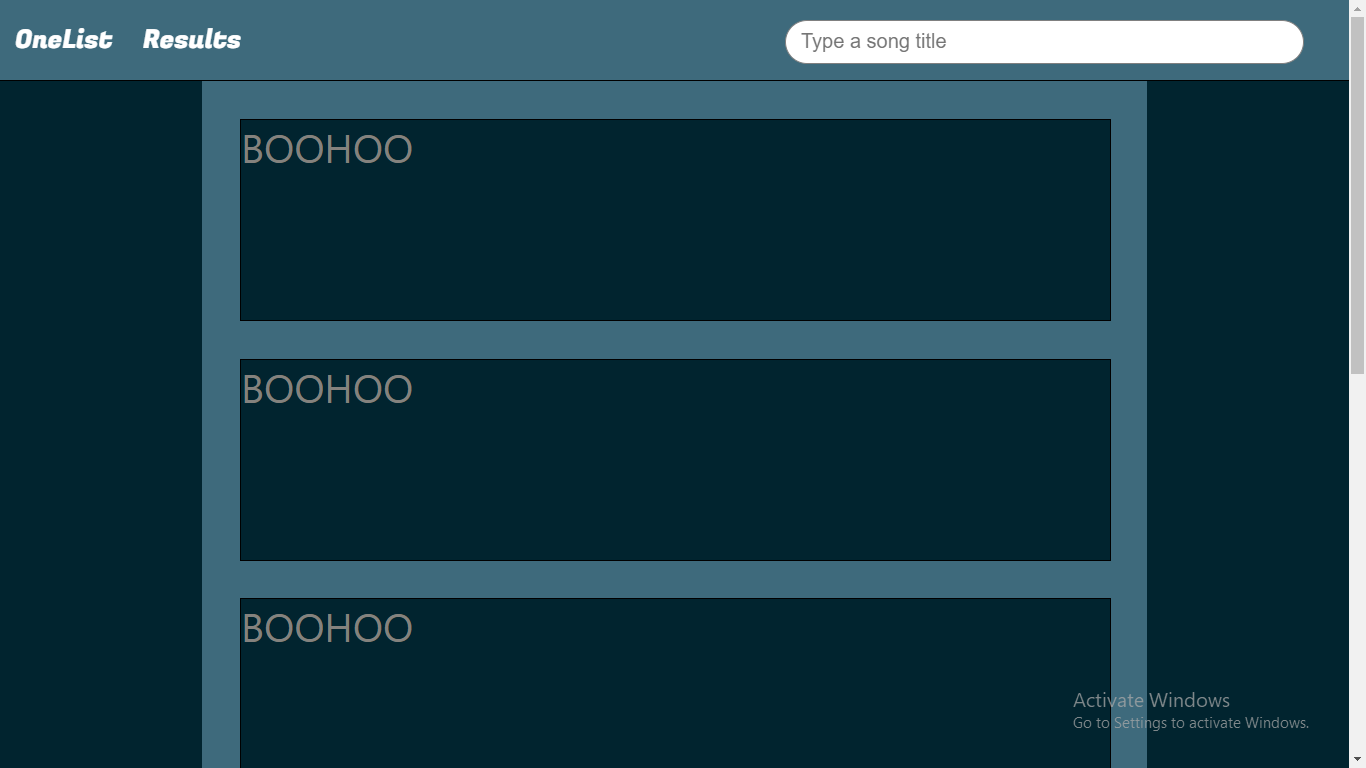 OneList Results Type a song title
BOOHOO
BOOHOO
BOOHOO
Activate Windows
Go to Settings to activate Windows.